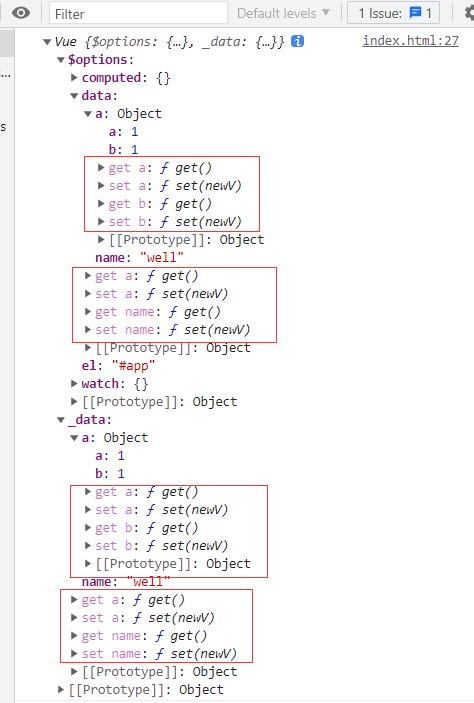 Filter
Default levels ▼
1 Issue: 1
Vue {$options: {…}, _data: {…}} i
index.html:27
▼$options:
▶computed: {}
▼data:
▼a: Object
a: 1
b: 1
▶get a: ƒ get()
▶set a: ƒ set(newV)
▶get b: ƒ get()
▶set b: ƒ set(newV)
▶[[Prototype]]: Object
name: "well"
▶get a: ƒ get()
▶set a: ƒ set(newV)
▶get name: ƒ get()
▶set name: ƒ set(newV)
▶[[Prototype]]: Object
el: "#app"
▶watch: {}
▶[[Prototype]]: Object
▼_data:
▼a: Object
a: 1
b: 1
▶get a: ƒ get()
▶set a: ƒ set(newV)
▶get b: ƒ get()
▶set b: ƒ set(newV)
▶[[Prototype]]: Object
name: "well"
▶get a: ƒ get()
▶set a: ƒ set(newV)
▶get name: ƒ get()
▶set name: ƒ set(newV)
▶[[Prototype]]: Object
▶[[Prototype]]: Object